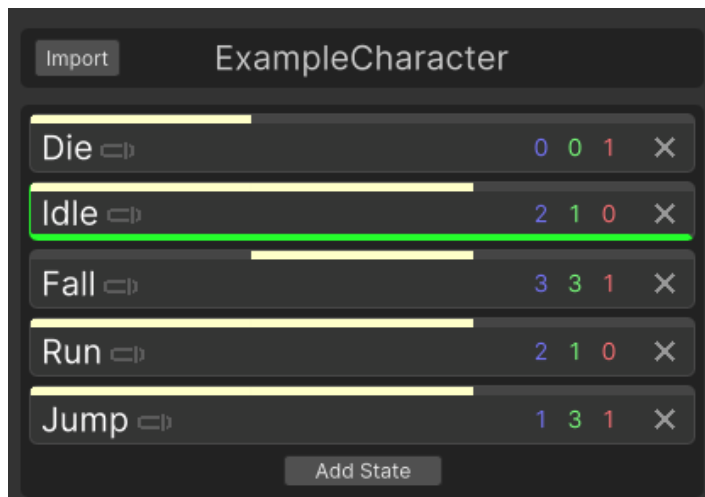 Import ExampleCharacter
Die 0 0 1
Idle 2 1 0
Fall 3 3 1
Run 2 1 0
Jump 1 3 1
Add State